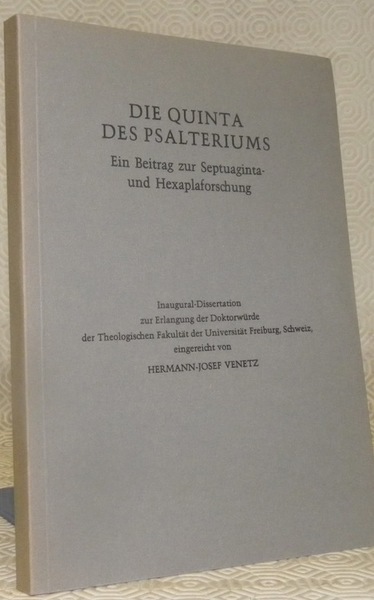 DIE QUINTA
DES PSALTERIUMS
Ein Beitrag zur Septuaginta-
und Hexaplaforschung
Inaugural-Dissertation
zur Erlangung der Doktorwürde
der Theologischen Fakultät der Universität Freiburg, Schweiz,
eingereicht von
HERMANN-JOSEF VENETZ